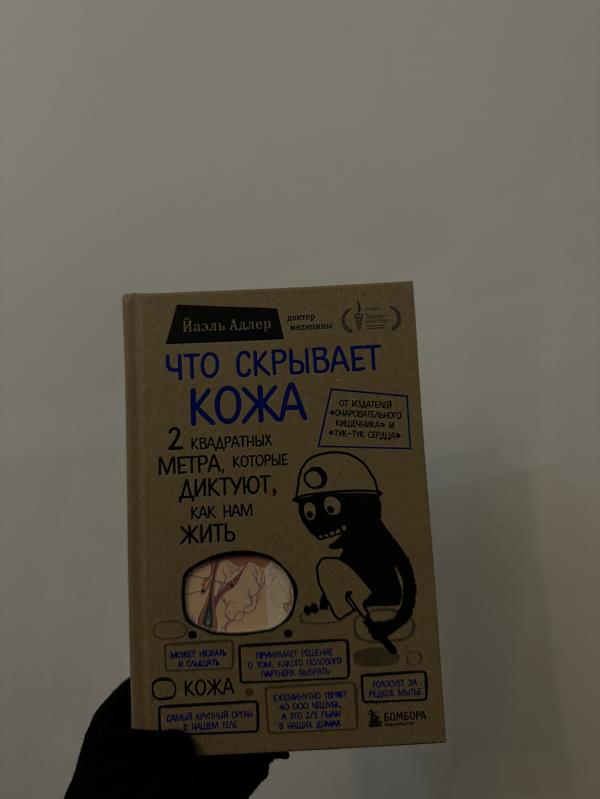 Йаэль Адлер
доктор
медицины
ЧТО СКРЫВАЕТ
КОЖА
2 КВАДРАТНЫХ
МЕТРА, КОТОРЫЕ
ДИКТУЮТ,
КАК НАМ
ЖИТЬ
ОТ ИЗДАТЕЛЕЙ
«ОЧАРОВАТЕЛЬНОГО
КИШЕЧНИКА» И
«ТУК-ТУК СЕРДЦА»
МОЖЕТ НЮХАТЬ
И СЛЫШАТЬ
ПРИНИМАЕТ РЕШЕНИЕ
О ТОМ, КАКОГО ПОЛОВОГО
ПАРТНЕРА ВЫБРАТЬ
КОЖА
САМЫЙ КРУПНЫЙ ОРГАН
В НАШЕМ ТЕЛЕ
ЕЖЕМИНУТНО ТЕРЯЕТ
40 000 ЧЕШУЕК,
А ЭТО 2/3 ПЫЛИ
В НАШИХ ДОМАХ
ГОЛОСУЕТ ЗА
РЕДКОЕ МЫТЬЕ
БОМБОРА
ИЗДАТЕЛЬСТВО